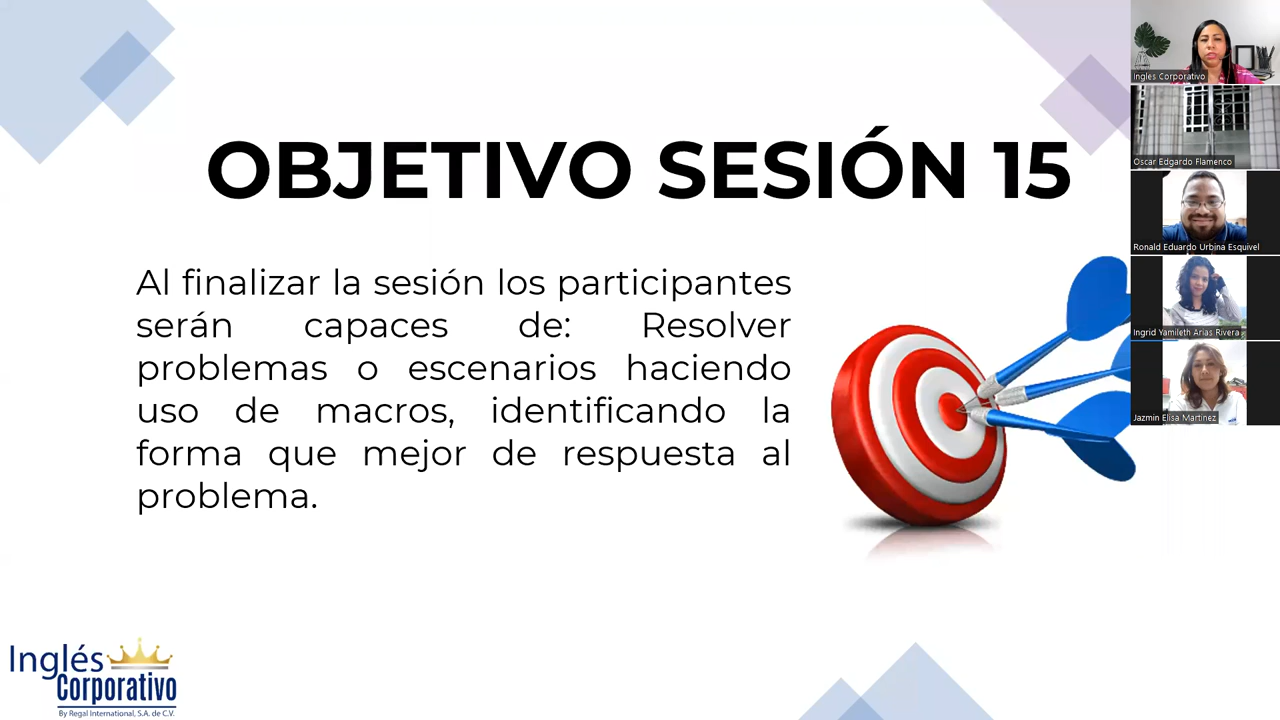 OBJETIVO SESIÓN 15
Al finalizar la sesión los participantes
serán capaces de: Resolver
problemas o escenarios haciendo
uso de macros, identificando la
forma que mejor de respuesta al
problema.
Inglés
Corporativo
By Regal International, S.A. de C.V.
Ingles Corporativo
Oscar Edgardo Flamenco
Ronald Eduardo Urbina Esquivel
Ingrid Yamileth Arias Rivera
Jazmin Elisa Martinez